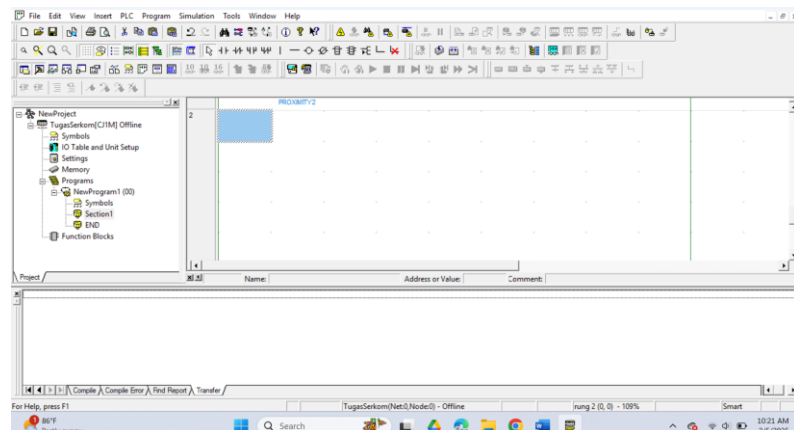 File Edit View Insert PLC Program Simulation Tools Window Help
PROXIMITY2
2
NewProject
TugasSerkom[CJ1M] Offline
Symbols
IO Table and Unit Setup
Settings
Memory
Programs
NewProgram1 (00)
Symbols
Section1
END
Function Blocks
Project
Name:
Address or Value:
Comment:
Compile
Compile Error
Find Report
Transfer
For Help, press F1
TugasSerkom(Net:0,Node:0) - Offline
rung 2 (0, 0) - 109%
Smart
86°F
Search
10:21 AM